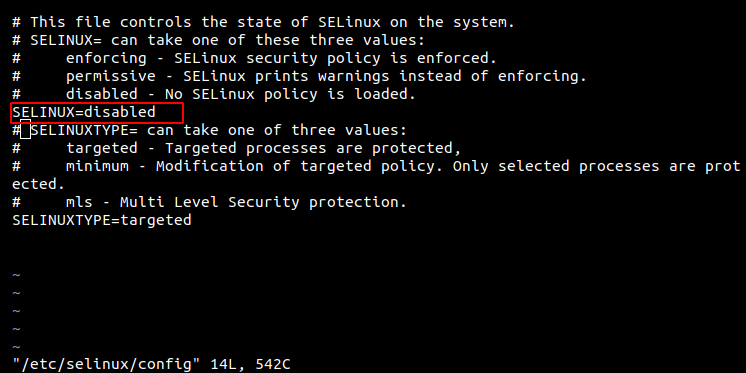 # This file controls the state of SELinux on the system.
# SELINUX= can take one of these three values:
#     enforcing - SELinux security policy is enforced.
#     permissive - SELinux prints warnings instead of enforcing.
#     disabled - No SELinux policy is loaded.
SELINUX=disabled
# SELINUXTYPE= can take one of three values:
#     targeted - Targeted processes are protected,
#     minimum - Modification of targeted policy. Only selected processes are prot
ected.
#     mls - Multi Level Security protection.
SELINUXTYPE=targeted
~
~
~
~
~
"/etc/selinux/config" 14L, 542C